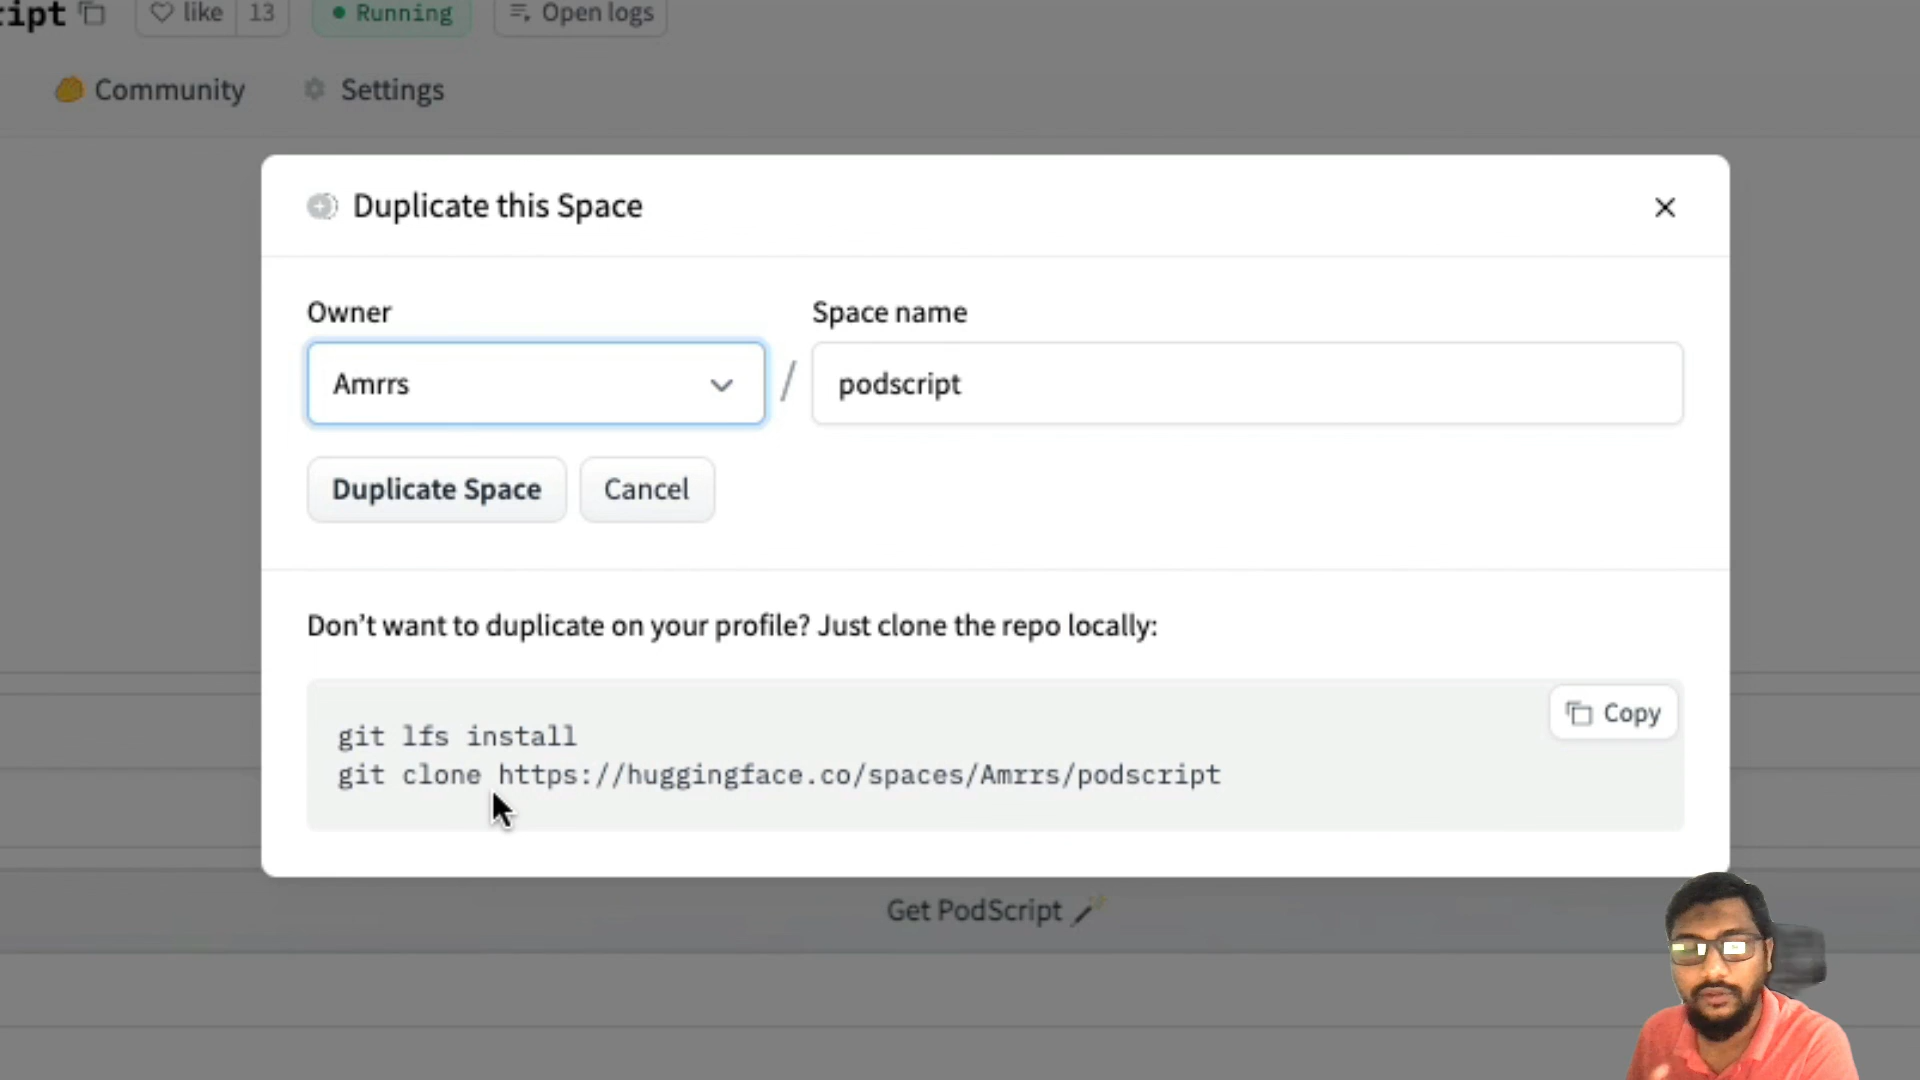 ript like 13 Running Open logs
Community Settings
Duplicate this Space
Owner Space name
Amrrs / podscript
Duplicate Space Cancel
Don’t want to duplicate on your profile? Just clone the repo locally:
Copy
git lfs install
git clone https://huggingface.co/spaces/Amrrs/podscript
Get PodScript